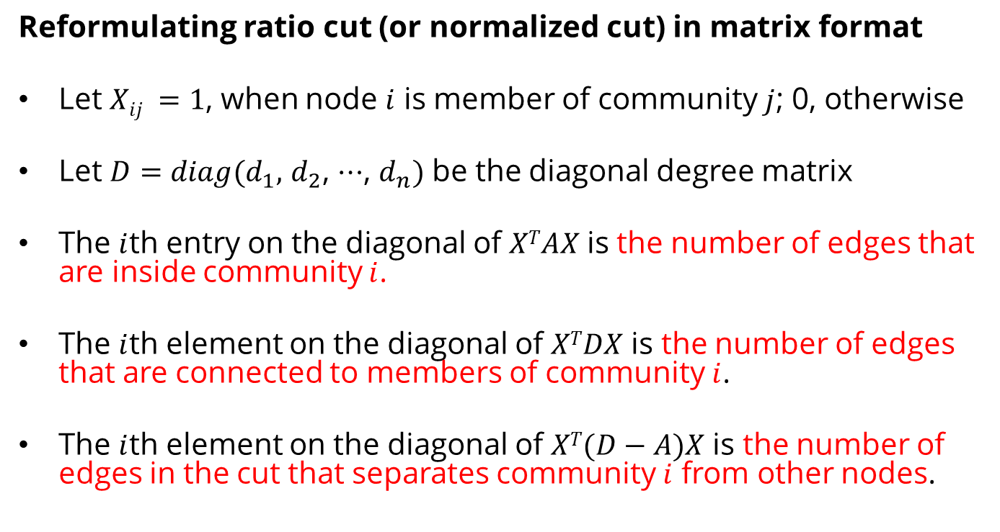 Reformulating ratio cut (or normalized cut) in matrix format
• Let X_{ij} = 1, when node i is member of community j; 0, otherwise
• Let D = diag(d_1, d_2, ⋯, d_n) be the diagonal degree matrix
• The ith entry on the diagonal of X^T AX is the number of edges that
are inside community i.
• The ith element on the diagonal of X^T DX is the number of edges
that are connected to members of community i.
• The ith element on the diagonal of X^T (D − A)X is the number of
edges in the cut that separates community i from other nodes.